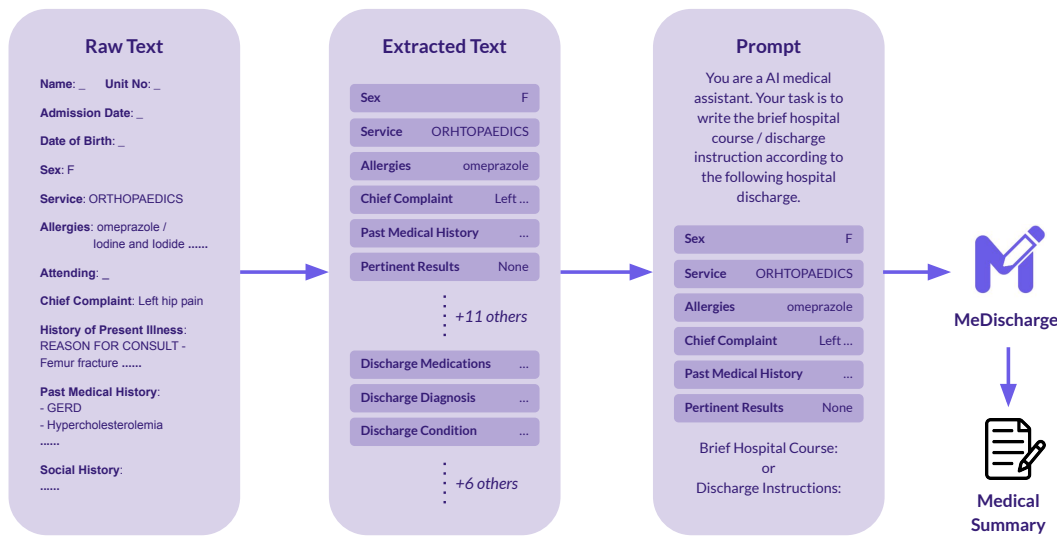 Raw Text
Name: _ Unit No: _
Admission Date: _
Date of Birth: _
Sex: F
Service: ORTHOPAEDICS
Allergies: omeprazole /
Iodine and Iodide ......
Attending: _
Chief Complaint: Left hip pain
History of Present Illness:
REASON FOR CONSULT -
Femur fracture ......
Past Medical History:
- GERD
- Hypercholesterolemia
......
Social History:
......
Extracted Text
Sex F
Service ORHTOPAEDICS
Allergies omeprazole
Chief Complaint Left ...
Past Medical History ...
Pertinent Results None
+11 others
Discharge Medications ...
Discharge Diagnosis ...
Discharge Condition ...
+6 others
Prompt
You are a AI medical
assistant. Your task is to
write the brief hospital
course / discharge
instruction according to
the following hospital
discharge.
Sex F
Service ORHTOPAEDICS
Allergies omeprazole
Chief Complaint Left ...
Past Medical History ...
Pertinent Results None
Brief Hospital Course:
or
Discharge Instructions:
MeDischarge
Medical
Summary